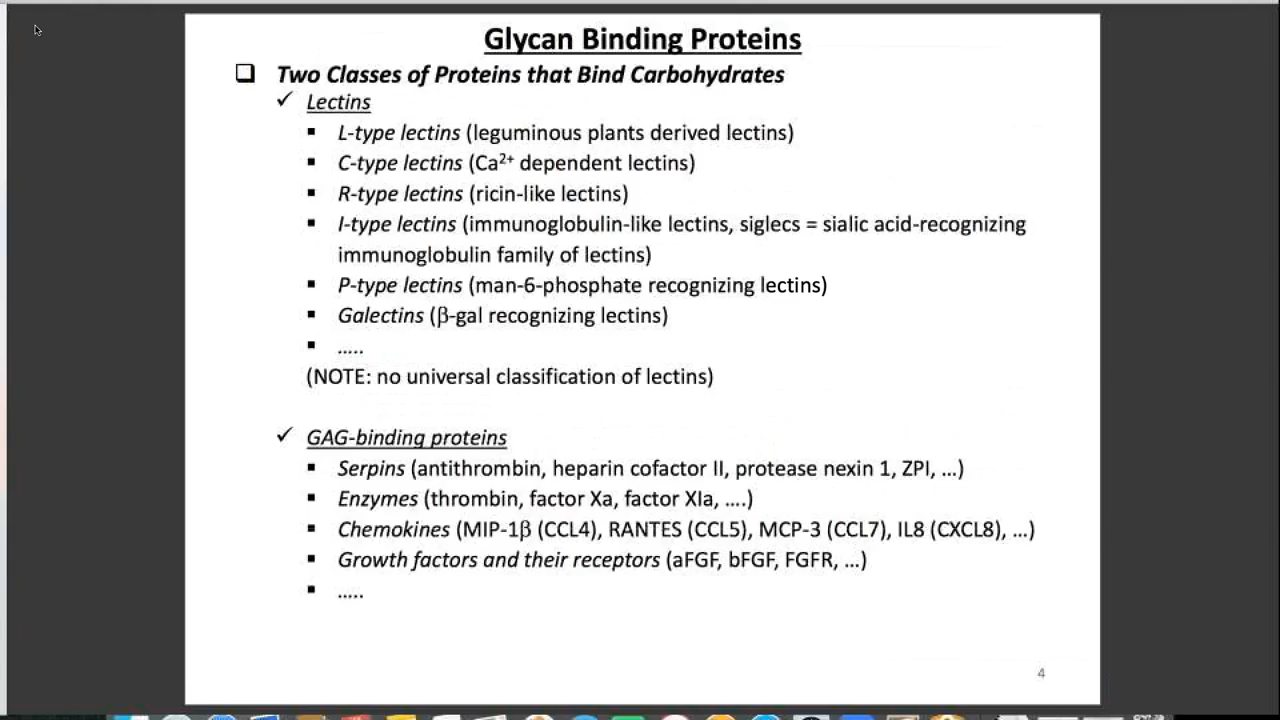 Glycan Binding Proteins
❑ Two Classes of Proteins that Bind Carbohydrates
✓ Lectins
▪ L-type lectins (leguminous plants derived lectins)
▪ C-type lectins (Ca²⁺ dependent lectins)
▪ R-type lectins (ricin-like lectins)
▪ I-type lectins (immunoglobulin-like lectins, siglecs = sialic acid-recognizing
immunoglobulin family of lectins)
▪ P-type lectins (man-6-phosphate recognizing lectins)
▪ Galectins (β-gal recognizing lectins)
▪ …..
(NOTE: no universal classification of lectins)
✓ GAG-binding proteins
▪ Serpins (antithrombin, heparin cofactor II, protease nexin 1, ZPI, …)
▪ Enzymes (thrombin, factor Xa, factor XIa, ….)
▪ Chemokines (MIP-1β (CCL4), RANTES (CCL5), MCP-3 (CCL7), IL8 (CXCL8), …)
▪ Growth factors and their receptors (aFGF, bFGF, FGFR, …)
▪ …..
4